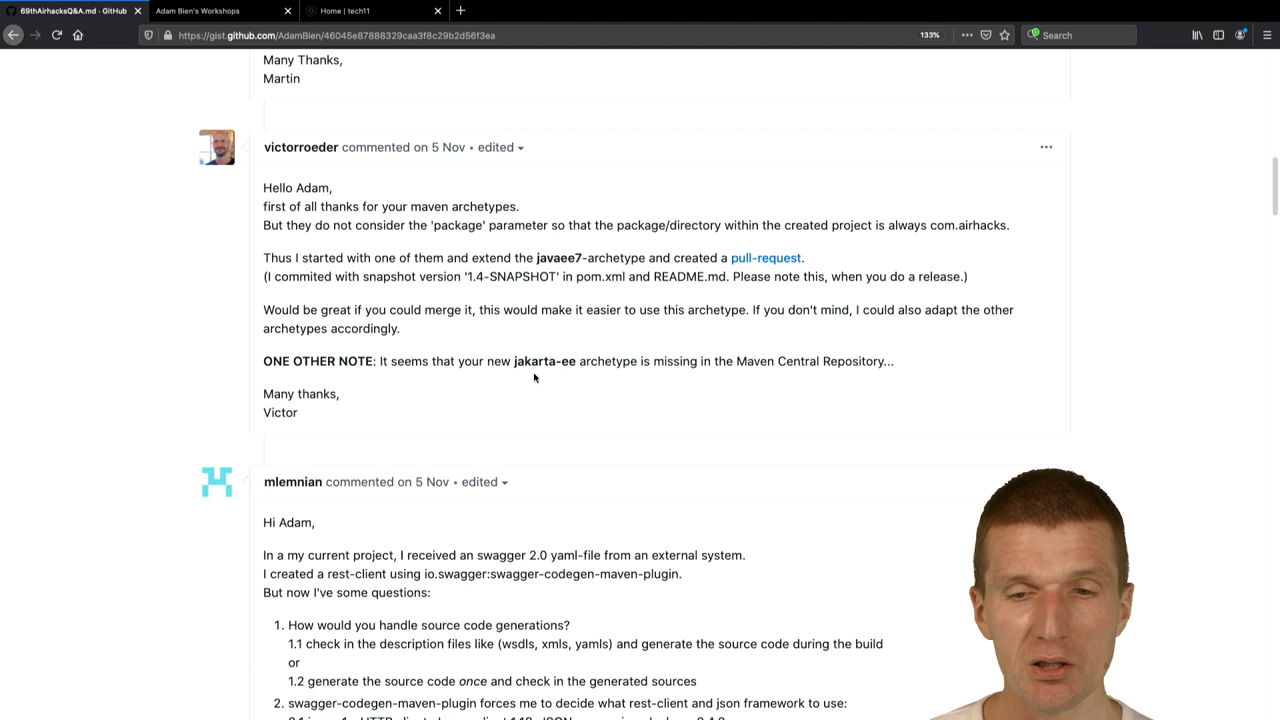 69thAirhacksQ&A.md · GitHub
Adam Bien's Workshops
Home | tech11
https://gist.github.com/AdamBien/46045e87888329caa3f8c29b2d56f3ea
133%
Search
Many Thanks,
Martin
victorroeder commented on 5 Nov • edited
Hello Adam,
first of all thanks for your maven archetypes.
But they do not consider the 'package' parameter so that the package/directory within the created project is always com.airhacks.
Thus I started with one of them and extend the javaee7-archetype and created a pull-request.
(I commited with snapshot version '1.4-SNAPSHOT' in pom.xml and README.md. Please note this, when you do a release.)
Would be great if you could merge it, this would make it easier to use this archetype. If you don't mind, I could also adapt the other
archetypes accordingly.
ONE OTHER NOTE: It seems that your new jakarta-ee archetype is missing in the Maven Central Repository...
Many thanks,
Victor
mlemnian commented on 5 Nov • edited
Hi Adam,
In a my current project, I received an swagger 2.0 yaml-file from an external system.
I created a rest-client using io.swagger:swagger-codegen-maven-plugin.
But now I've some questions:
1. How would you handle source code generations?
1.1 check in the description files like (wsdls, xmls, yamls) and generate the source code during the build
or
1.2 generate the source code once and check in the generated sources
2. swagger-codegen-maven-plugin forces me to decide what rest-client and json framework to use: